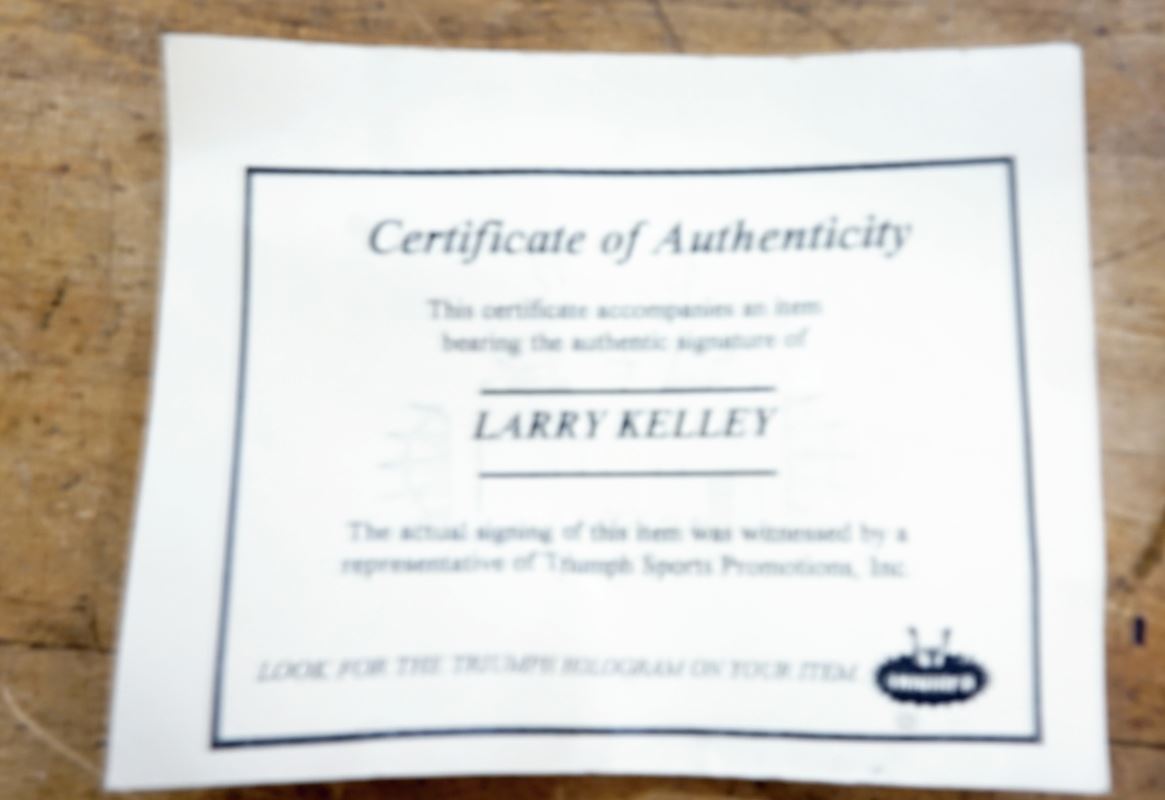 Certificate of Authenticity
This certificate accompanies an item
bearing the authentic signature of
LARRY KELLEY
The actual signing of this item was witnessed by a
representative of Triumph Sports Promotions, Inc.
LOOK FOR THE TRIUMPH HOLOGRAM ON YOUR ITEM